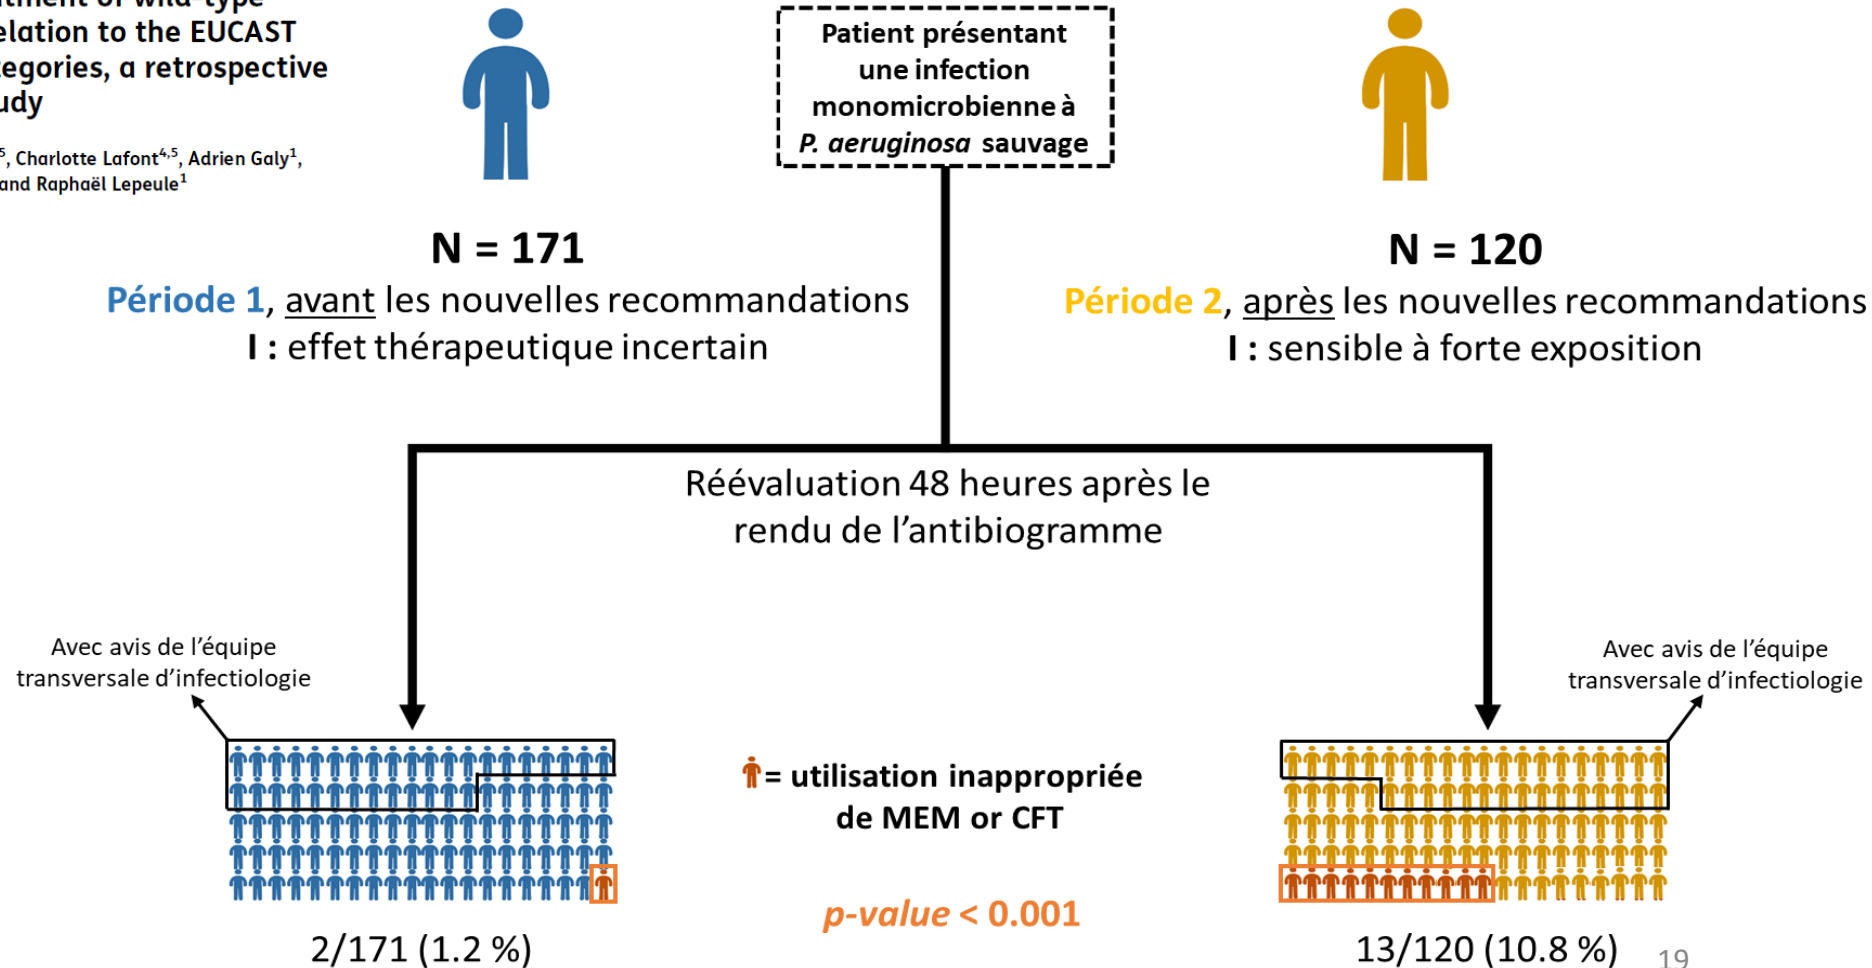 elation to the EUCAST
tegories, a retrospective
udy
⁵, Charlotte Lafont⁴,⁵, Adrien Galy¹,
and Raphaël Lepeule¹
Patient présentant
une infection
monomicrobienne à
P. aeruginosa sauvage
N = 171
Période 1, avant les nouvelles recommandations
I : effet thérapeutique incertain
N = 120
Période 2, après les nouvelles recommandations
I : sensible à forte exposition
Réévaluation 48 heures après le
rendu de l’antibiogramme
Avec avis de l’équipe
transversale d’infectiologie
Avec avis de l’équipe
transversale d’infectiologie
= utilisation inappropriée
de MEM or CFT
p-value < 0.001
2/171 (1.2 %)
13/120 (10.8 %)
19